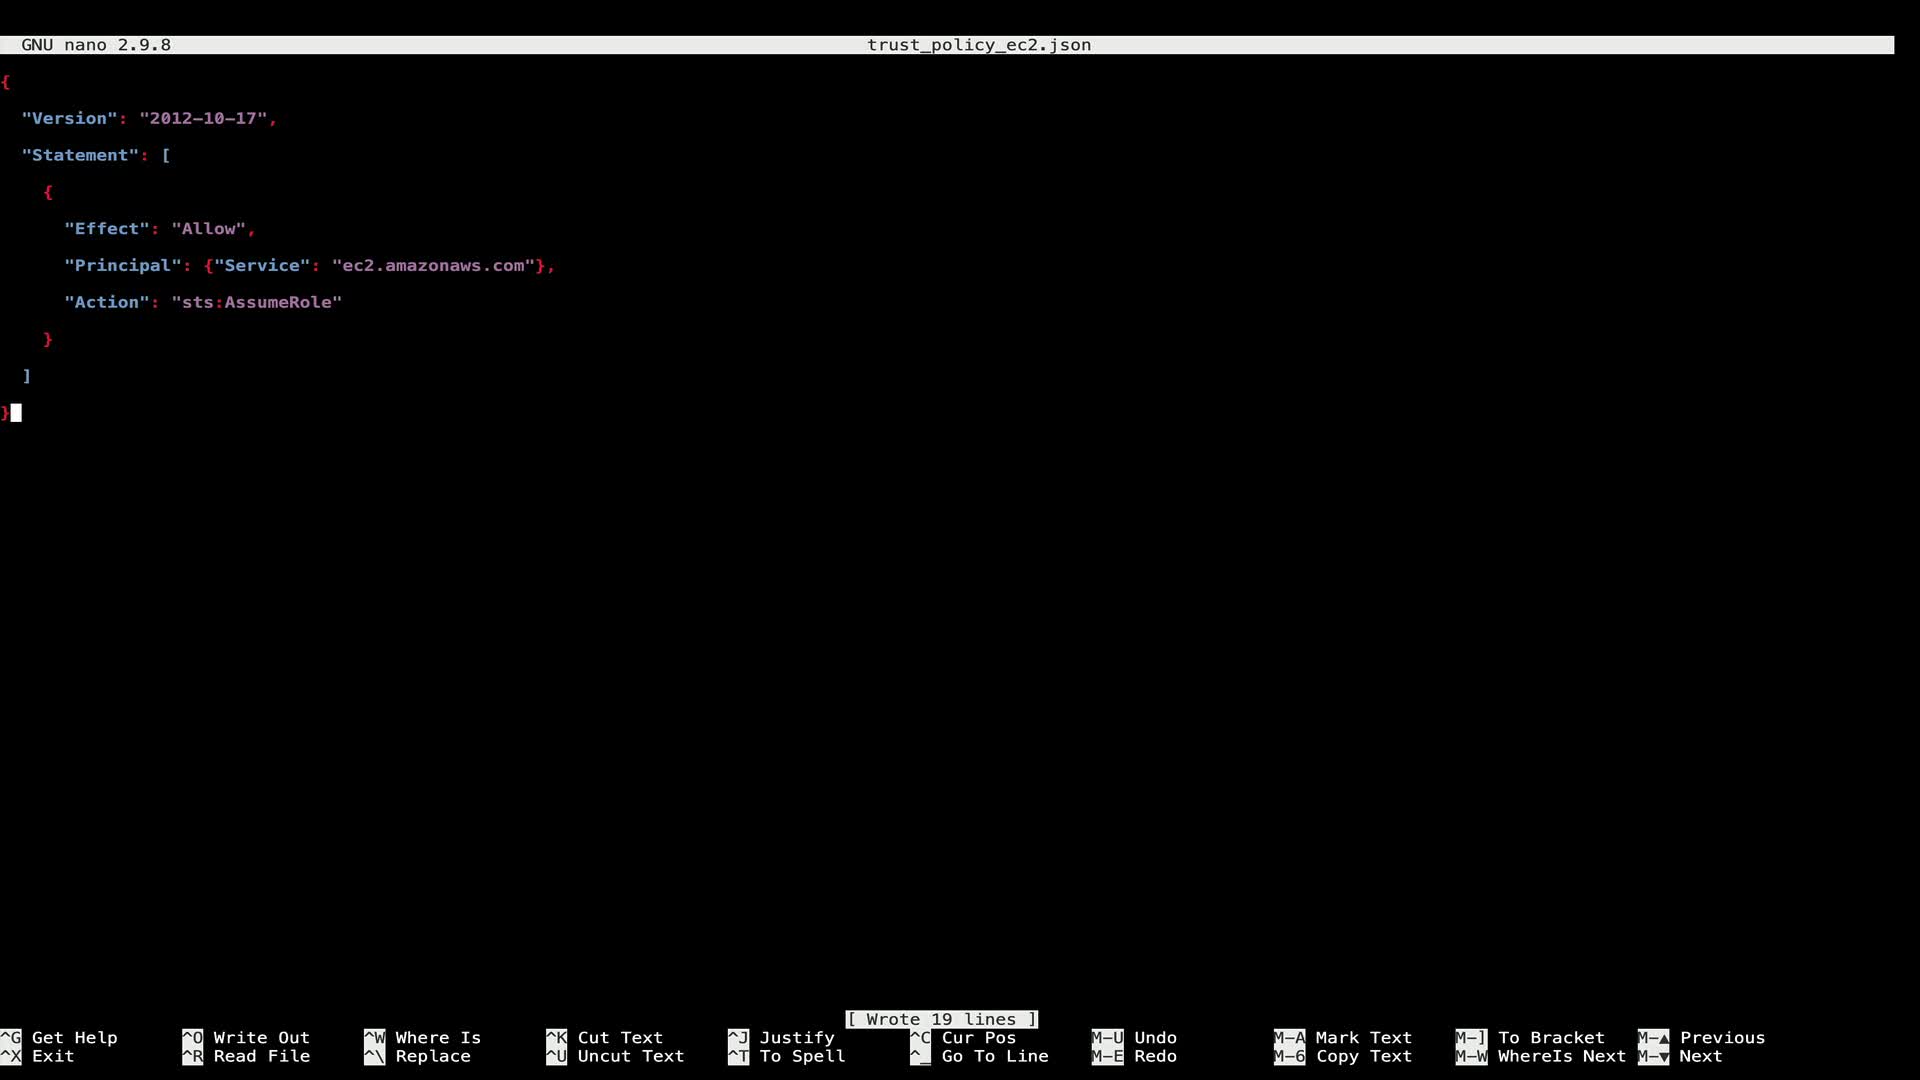 GNU nano 2.9.8 trust_policy_ec2.json
{
"Version": "2012-10-17",
"Statement": [
{
"Effect": "Allow",
"Principal": {"Service": "ec2.amazonaws.com"},
"Action": "sts:AssumeRole"
}
]
}
[ Wrote 19 lines ]
^G Get Help ^O Write Out ^W Where Is ^K Cut Text ^J Justify ^C Cur Pos M-U Undo M-A Mark Text M-] To Bracket M-▲ Previous
^X Exit ^R Read File ^\ Replace ^U Uncut Text ^T To Spell ^_ Go To Line M-E Redo M-6 Copy Text M-W WhereIs Next M-▼ Next